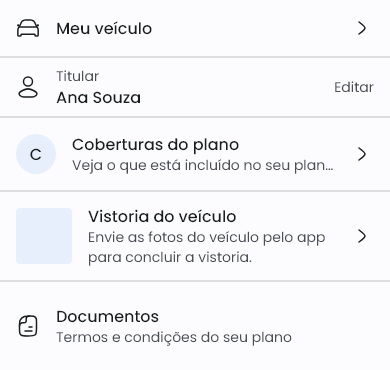 Meu veículo
Titular
Ana Souza
Editar
C
Coberturas do plano
Veja o que está incluído no seu plan...
Vistoria do veículo
Envie as fotos do veículo pelo app
para concluir a vistoria.
Documentos
Termos e condições do seu plano